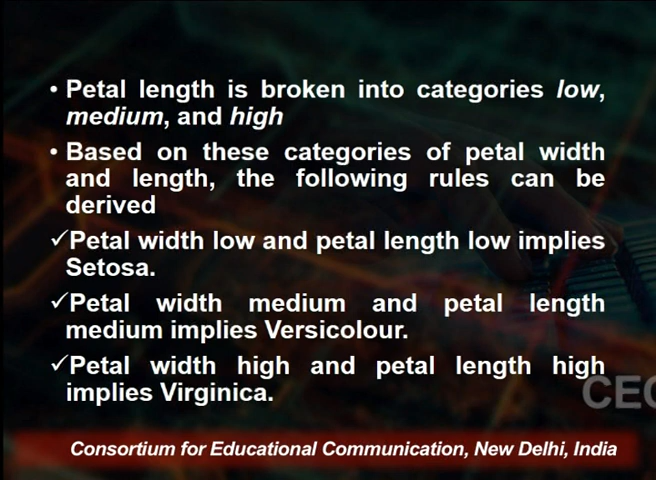 • Petal length is broken into categories low,
medium, and high
• Based on these categories of petal width
and length, the following rules can be
derived
✓Petal width low and petal length low implies
Setosa.
✓Petal width medium and petal length
medium implies Versicolour.
✓Petal width high and petal length high
implies Virginica.
CEC
Consortium for Educational Communication, New Delhi, India